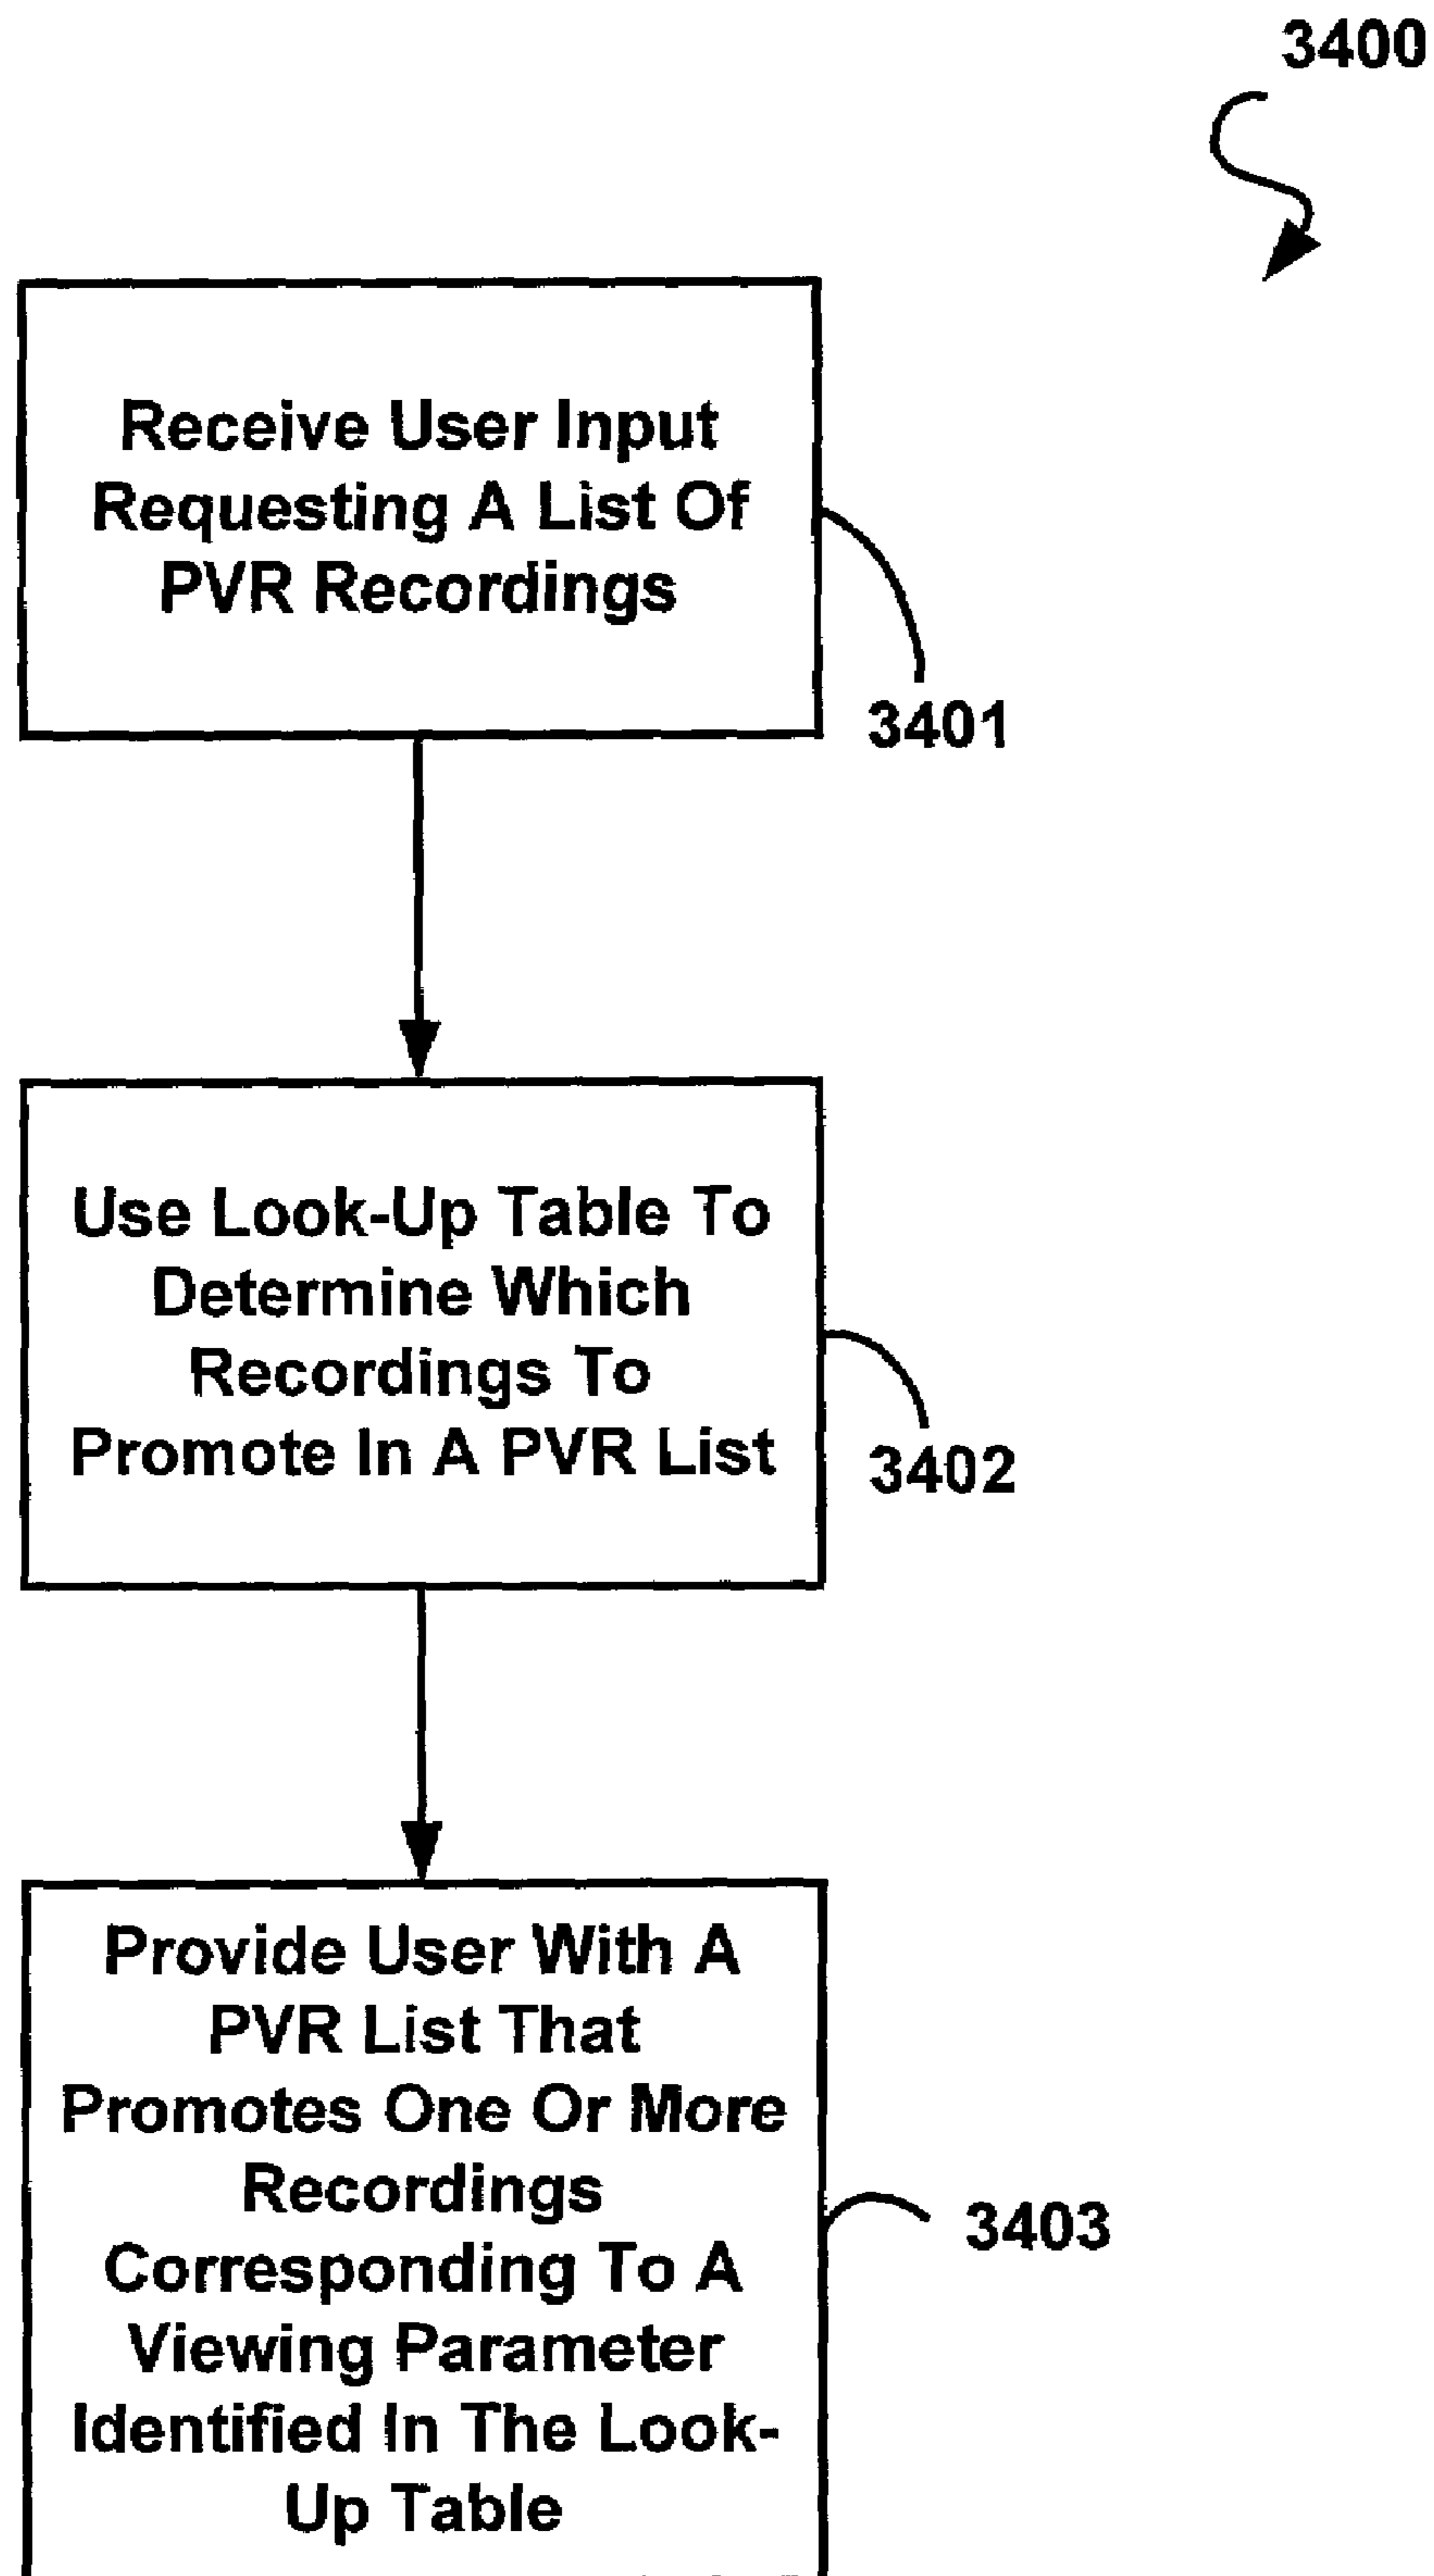 3400
Receive User Input
Requesting A List Of
PVR Recordings
3401
Use Look-Up Table To
Determine Which
Recordings To
Promote In A PVR List
3402
Provide User With A
PVR List That
Promotes One Or More
Recordings
Corresponding To A
Viewing Parameter
Identified In The Look-
Up Table
3403